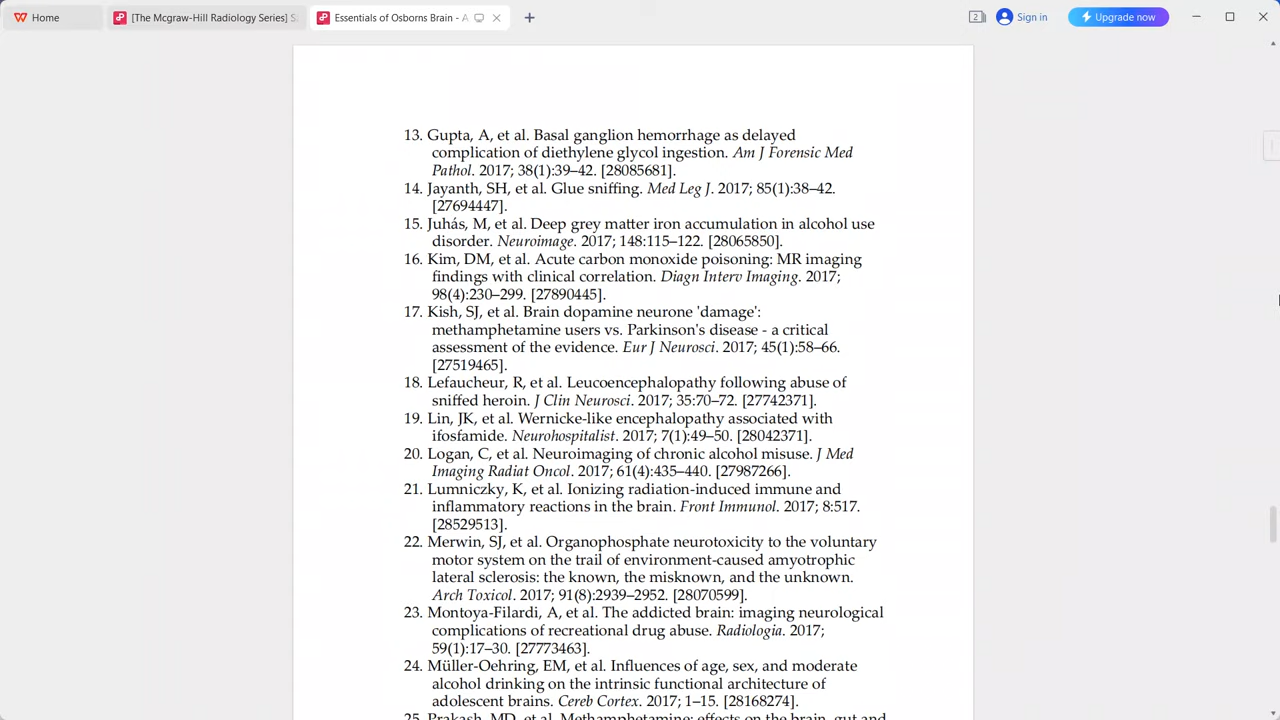 Home
[The Mcgraw-Hill Radiology Series] S
Essentials of Osborns Brain - A
2
Sign in
Upgrade now
13. Gupta, A, et al. Basal ganglion hemorrhage as delayed
complication of diethylene glycol ingestion. Am J Forensic Med
Pathol. 2017; 38(1):39–42. [28085681].
14. Jayanth, SH, et al. Glue sniffing. Med Leg J. 2017; 85(1):38–42.
[27694447].
15. Juhás, M, et al. Deep grey matter iron accumulation in alcohol use
disorder. Neuroimage. 2017; 148:115–122. [28065850].
16. Kim, DM, et al. Acute carbon monoxide poisoning: MR imaging
findings with clinical correlation. Diagn Interv Imaging. 2017;
98(4):230–299. [27890445].
17. Kish, SJ, et al. Brain dopamine neurone 'damage':
methamphetamine users vs. Parkinson's disease - a critical
assessment of the evidence. Eur J Neurosci. 2017; 45(1):58–66.
[27519465].
18. Lefaucheur, R, et al. Leucoencephalopathy following abuse of
sniffed heroin. J Clin Neurosci. 2017; 35:70–72. [27742371].
19. Lin, JK, et al. Wernicke-like encephalopathy associated with
ifosfamide. Neurohospitalist. 2017; 7(1):49–50. [28042371].
20. Logan, C, et al. Neuroimaging of chronic alcohol misuse. J Med
Imaging Radiat Oncol. 2017; 61(4):435–440. [27987266].
21. Lumniczky, K, et al. Ionizing radiation-induced immune and
inflammatory reactions in the brain. Front Immunol. 2017; 8:517.
[28529513].
22. Merwin, SJ, et al. Organophosphate neurotoxicity to the voluntary
motor system on the trail of environment-caused amyotrophic
lateral sclerosis: the known, the misknown, and the unknown.
Arch Toxicol. 2017; 91(8):2939–2952. [28070599].
23. Montoya-Filardi, A, et al. The addicted brain: imaging neurological
complications of recreational drug abuse. Radiologia. 2017;
59(1):17–30. [27773463].
24. Müller-Oehring, EM, et al. Influences of age, sex, and moderate
alcohol drinking on the intrinsic functional architecture of
adolescent brains. Cereb Cortex. 2017; 1–15. [28168274].
25. Prakash, MD, et al. Methamphetamine: effects on the brain, gut and